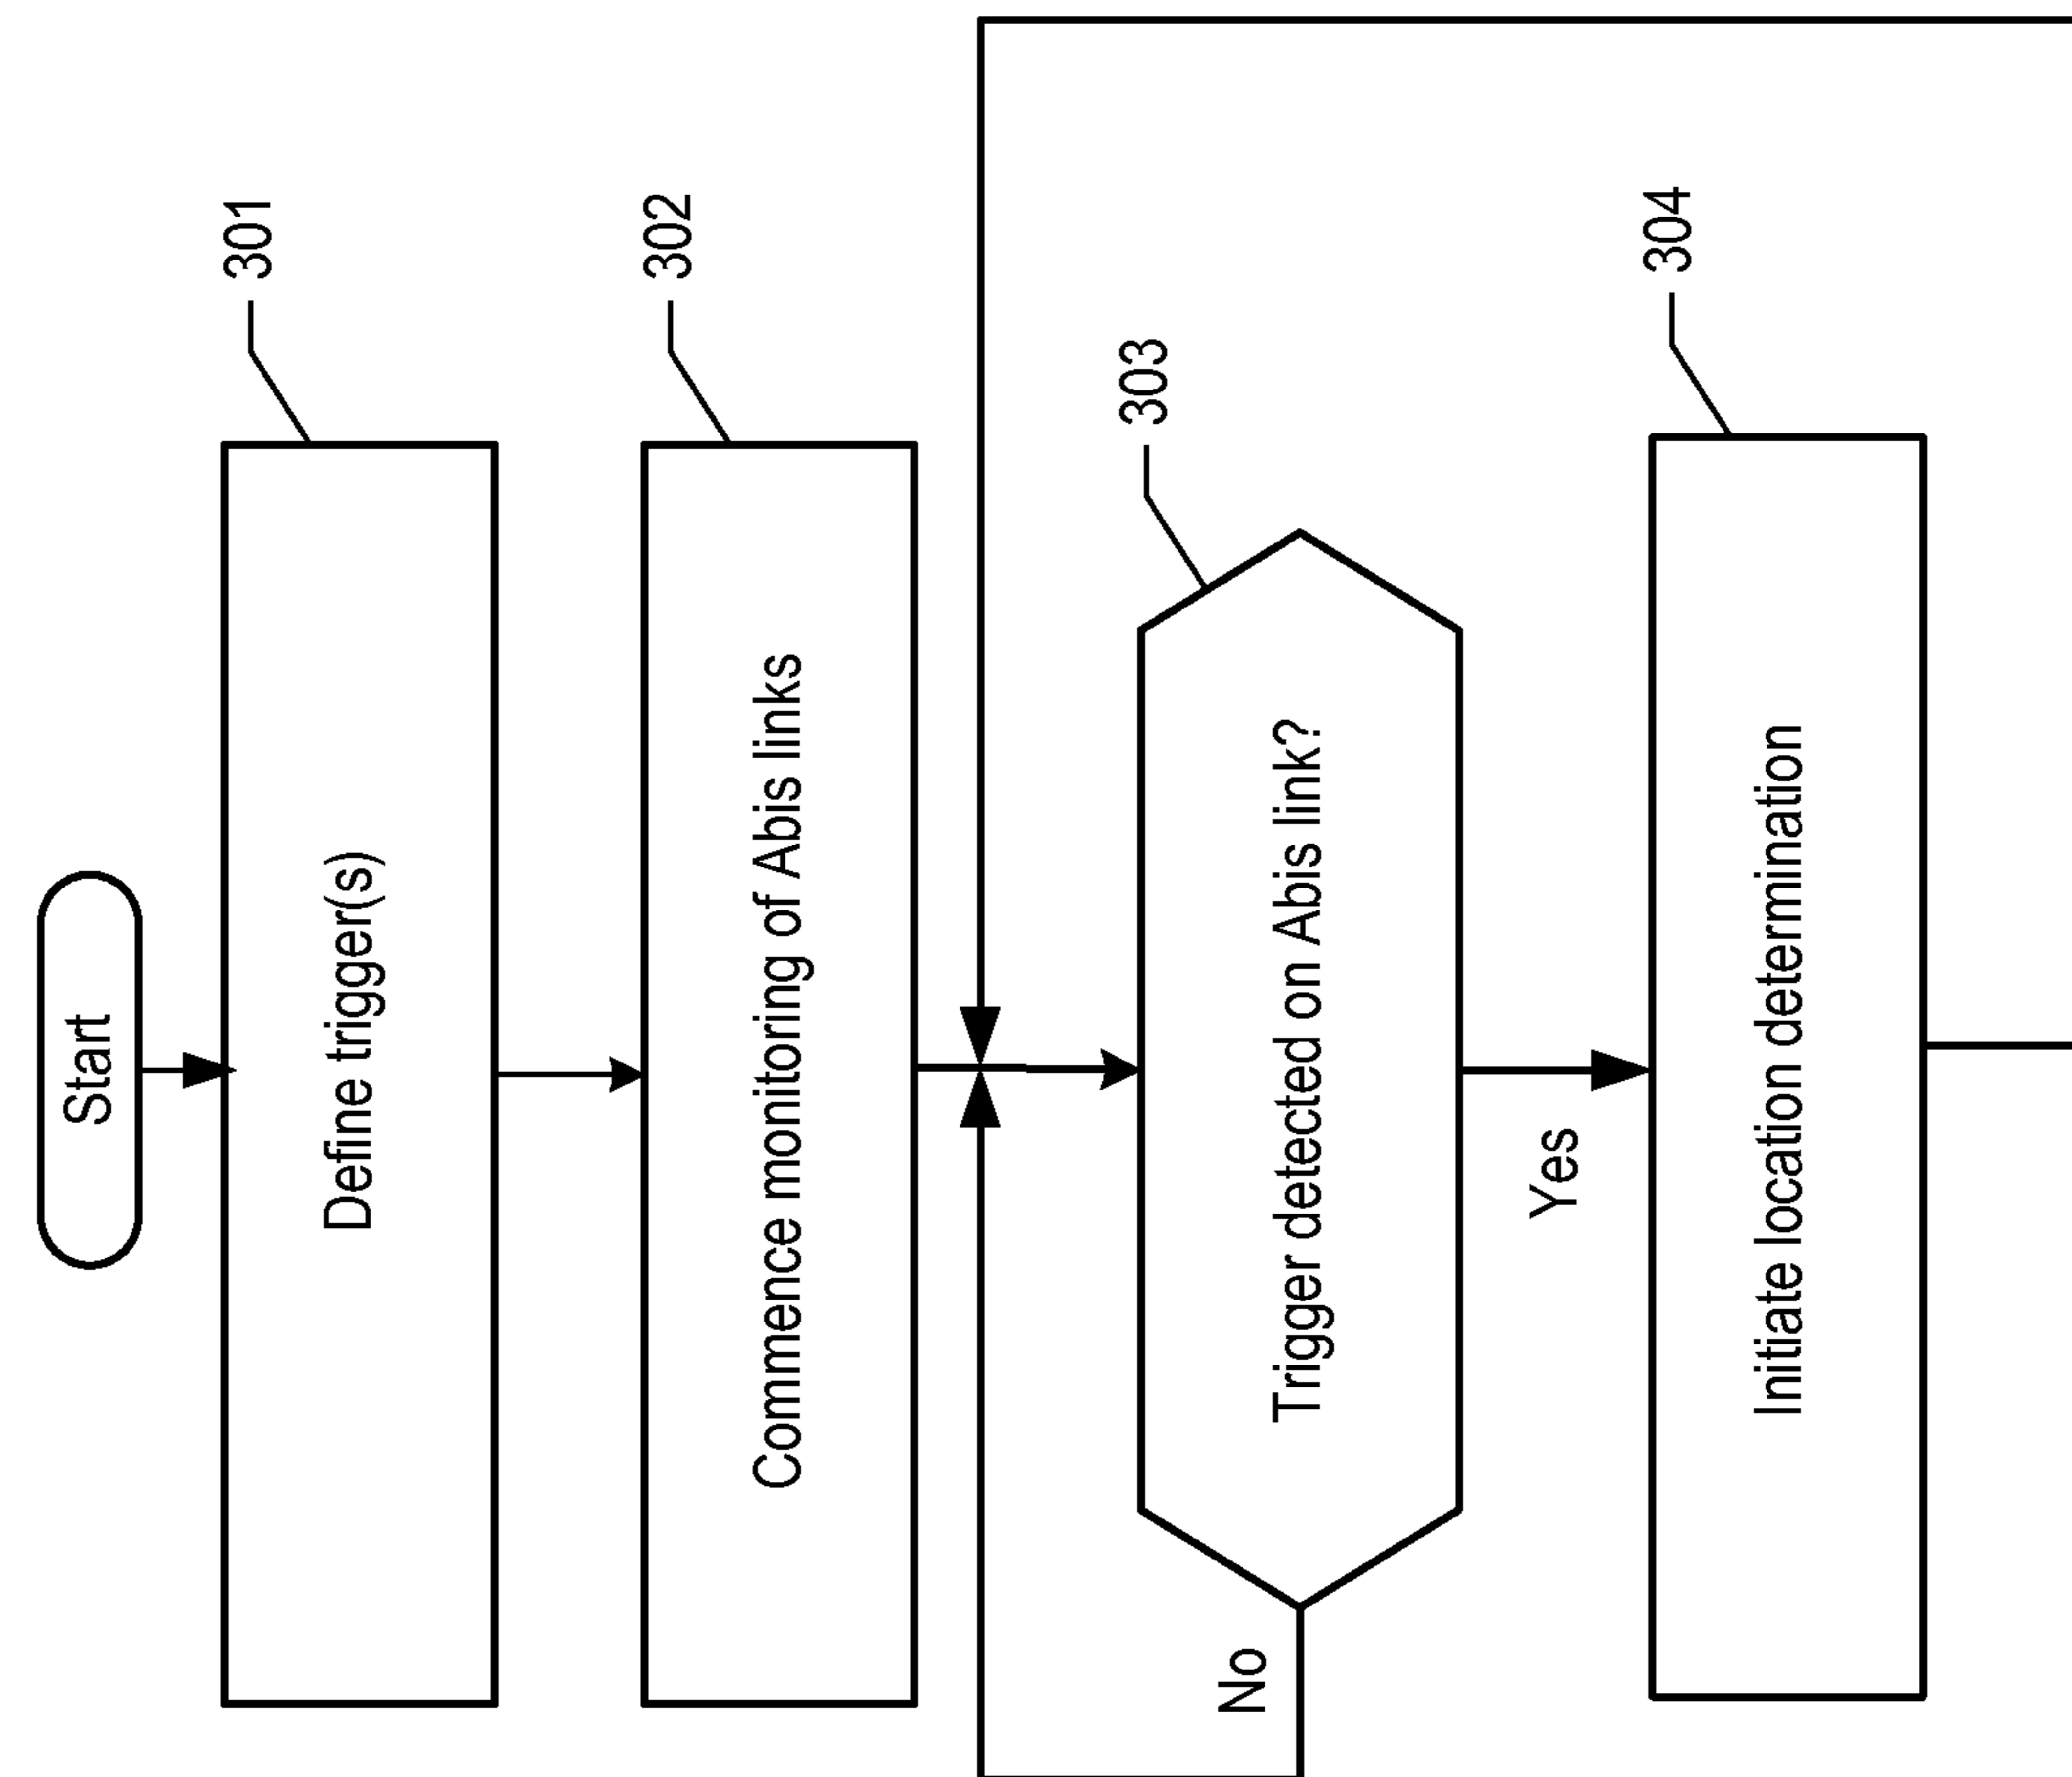 Start
301
Define trigger(s)
302
Commence monitoring of Abis links
303
Trigger detected on Abis link?
No
Yes
304
Initiate location determination